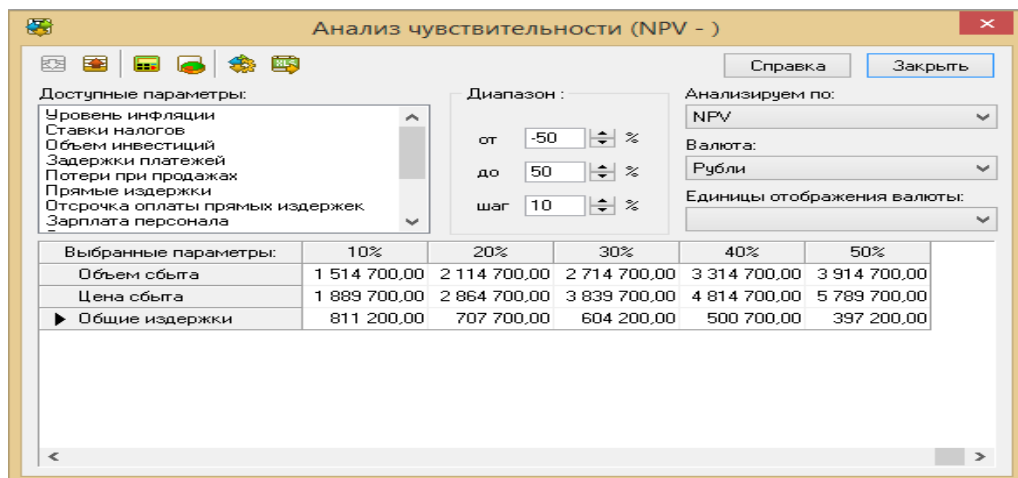 Анализ чувствительности (NPV - )
Справка
Закрыть
Доступные параметры:
Диапазон :
Анализируем по:
Уровень инфляции
Ставки налогов
Объем инвестиций
Задержки платежей
Потери при продажах
Прямые издержки
Отсрочка оплаты прямых издержек
Зарплата персонала
от -50 %
до 50 %
шаг 10 %
NPV
Валюта:
Рубли
Единицы отображения валюты:
Выбранные параметры: 10% 20% 30% 40% 50%
Объем сбыта 1 514 700,00 2 114 700,00 2 714 700,00 3 314 700,00 3 914 700,00
Цена сбыта 1 889 700,00 2 864 700,00 3 839 700,00 4 814 700,00 5 789 700,00
Общие издержки 811 200,00 707 700,00 604 200,00 500 700,00 397 200,00